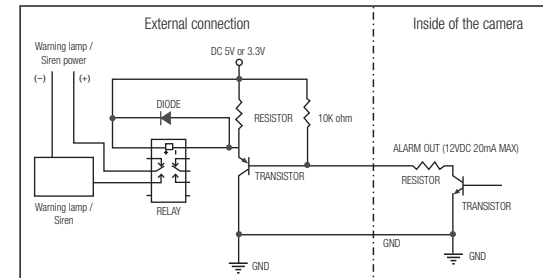 External connection
Inside of the camera
Warning lamp /
Siren power
(−)
(+)
DC 5V or 3.3V
DIODE
RESISTOR
10K ohm
ALARM OUT (12VDC 20mA MAX)
RESISTOR
TRANSISTOR
TRANSISTOR
RELAY
Warning lamp /
Siren
GND
GND
GND